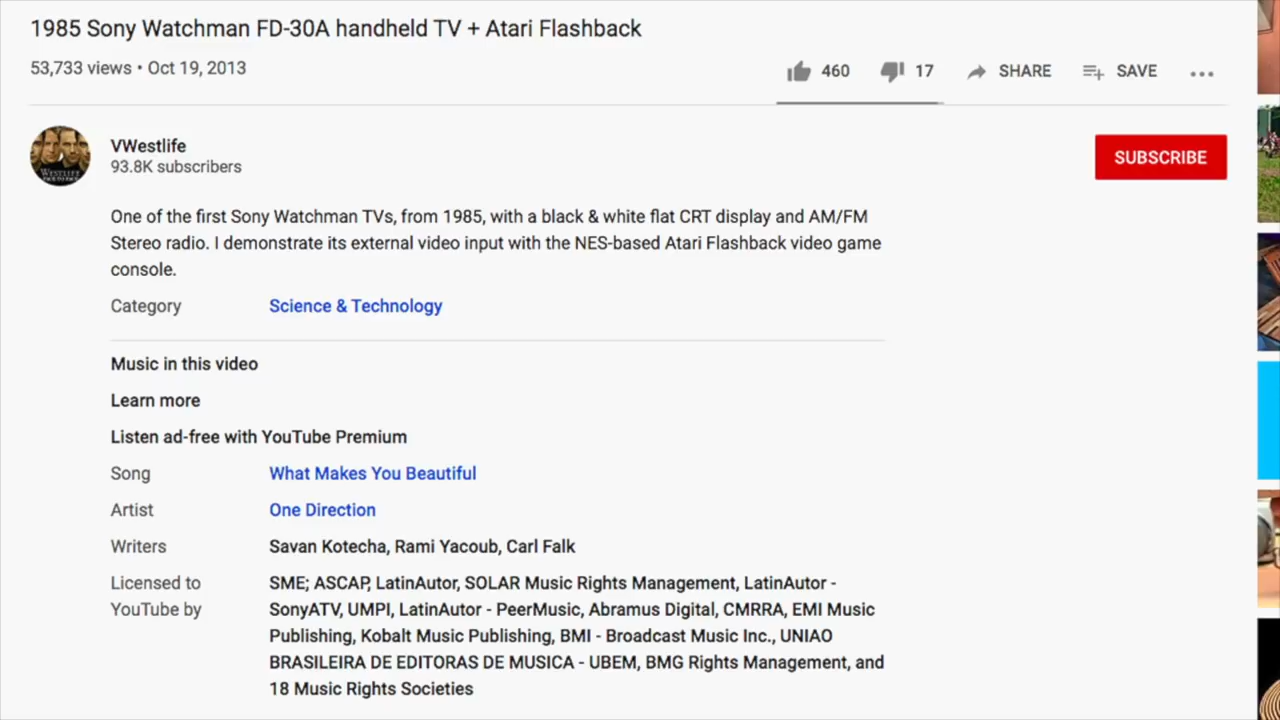 1985 Sony Watchman FD-30A handheld TV + Atari Flashback
53,733 views • Oct 19, 2013
460
17
SHARE
SAVE
VWestlife
93.8K subscribers
SUBSCRIBE
One of the first Sony Watchman TVs, from 1985, with a black & white flat CRT display and AM/FM
Stereo radio. I demonstrate its external video input with the NES-based Atari Flashback video game
console.
Category Science & Technology
Music in this video
Learn more
Listen ad-free with YouTube Premium
Song What Makes You Beautiful
Artist One Direction
Writers Savan Kotecha, Rami Yacoub, Carl Falk
Licensed to YouTube by
SME; ASCAP, LatinAutor, SOLAR Music Rights Management, LatinAutor -
SonyATV, UMPI, LatinAutor - PeerMusic, Abramus Digital, CMRRA, EMI Music
Publishing, Kobalt Music Publishing, BMI - Broadcast Music Inc., UNIAO
BRASILEIRA DE EDITORAS DE MUSICA - UBEM, BMG Rights Management, and
18 Music Rights Societies